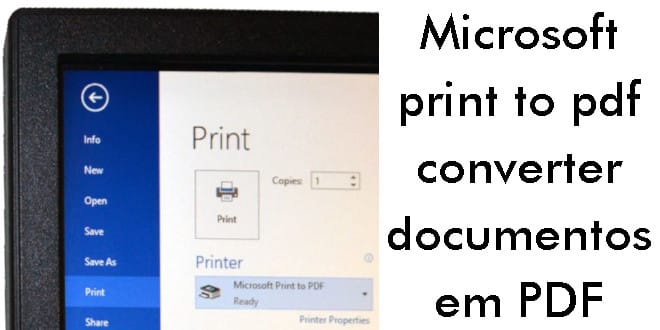 Info
New
Open
Save
Save As
Print
Share
Print
Print
Copies: 1
Printer
Microsoft Print to PDF
Ready
Printer Properties
Microsoft
print to pdf
converter
documentos
em PDF